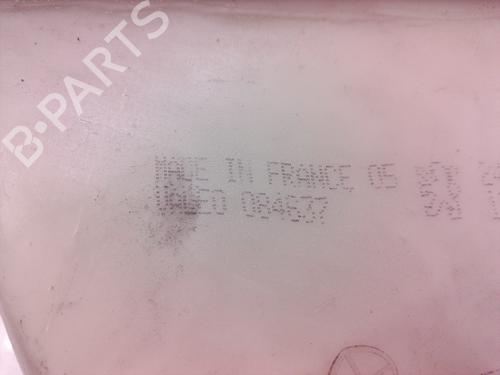 B-PARTS
MADE IN FRANCE, 05
VALEO 084637